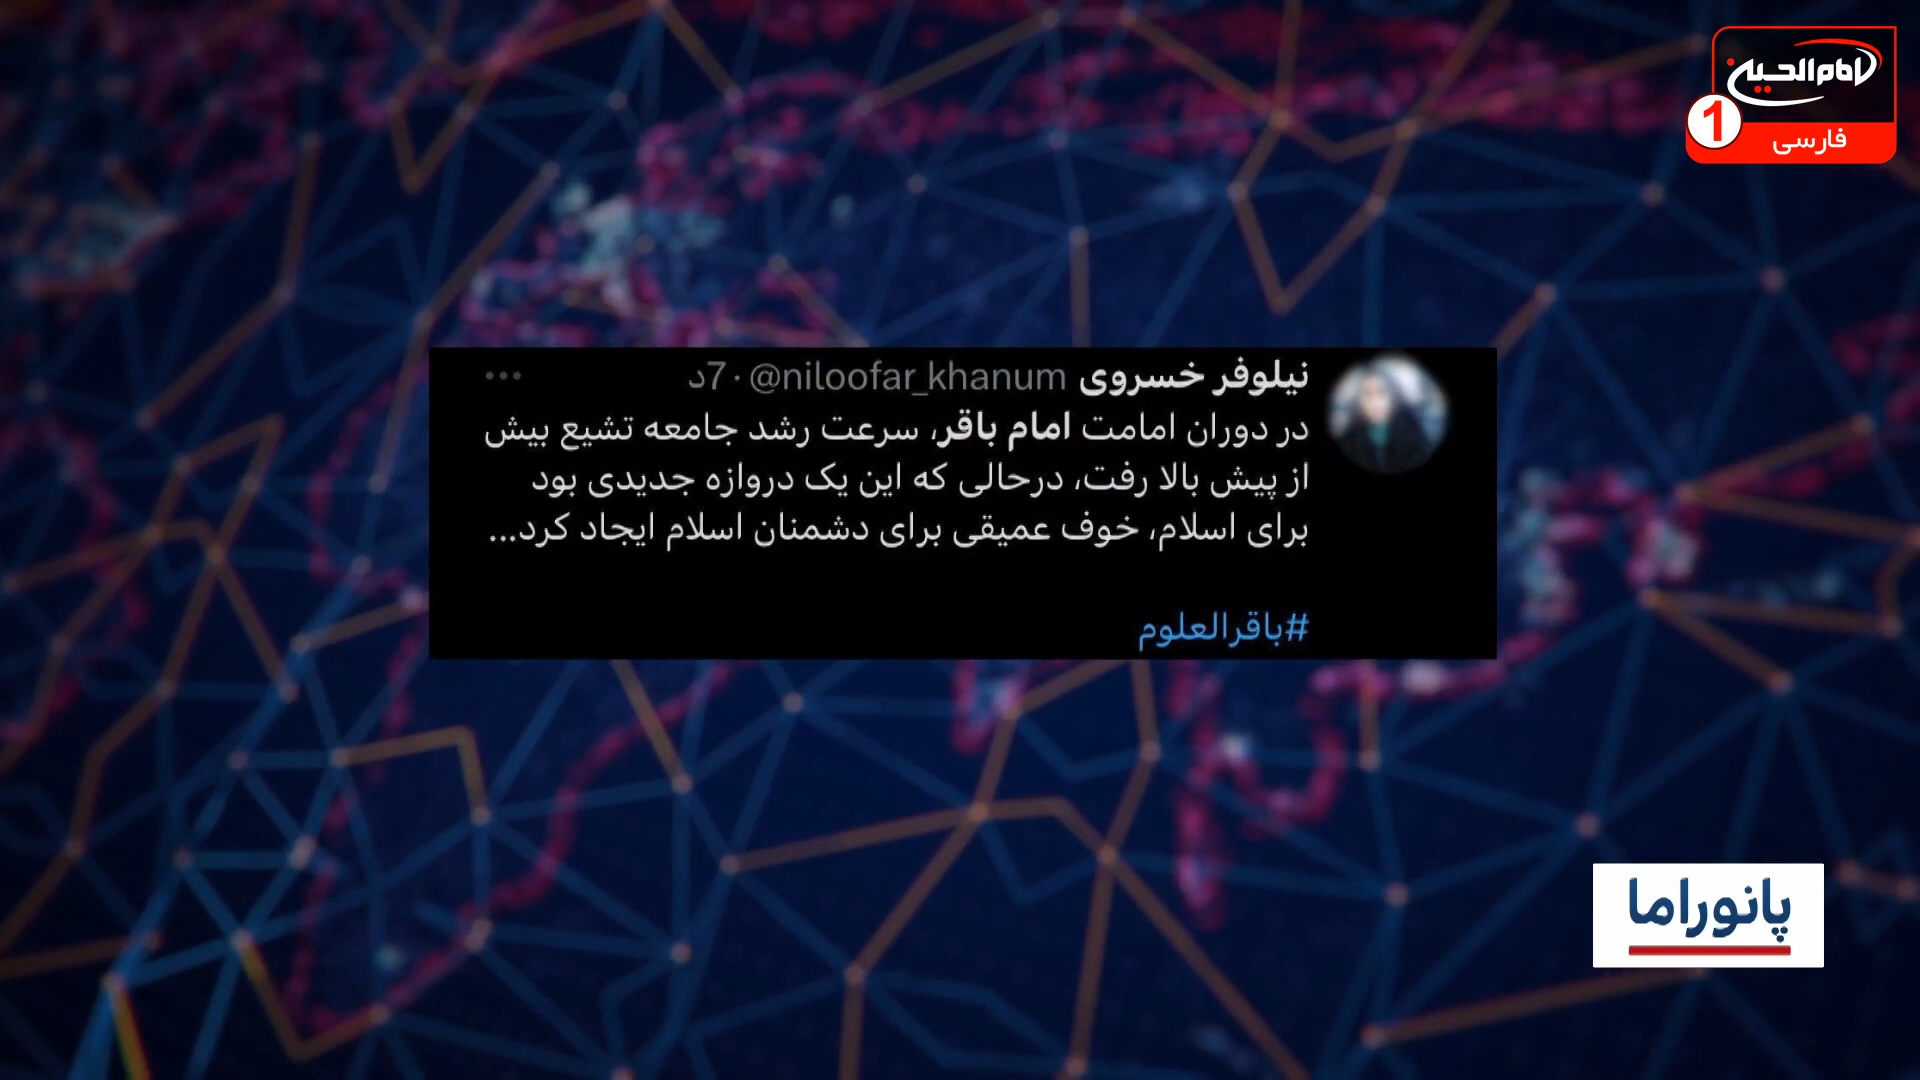 امام الحسین
1
فارسی
نیلوفر خسروی @niloofar_khanum · 7د
در دوران امامت امام باقر، سرعت رشد جامعه تشیع بیش
از پیش بالا رفت، درحالی که این یک دروازه جدیدی بود
برای اسلام، خوف عمیقی برای دشمنان اسلام ایجاد کرد...
#باقرالعلوم
پانوراما